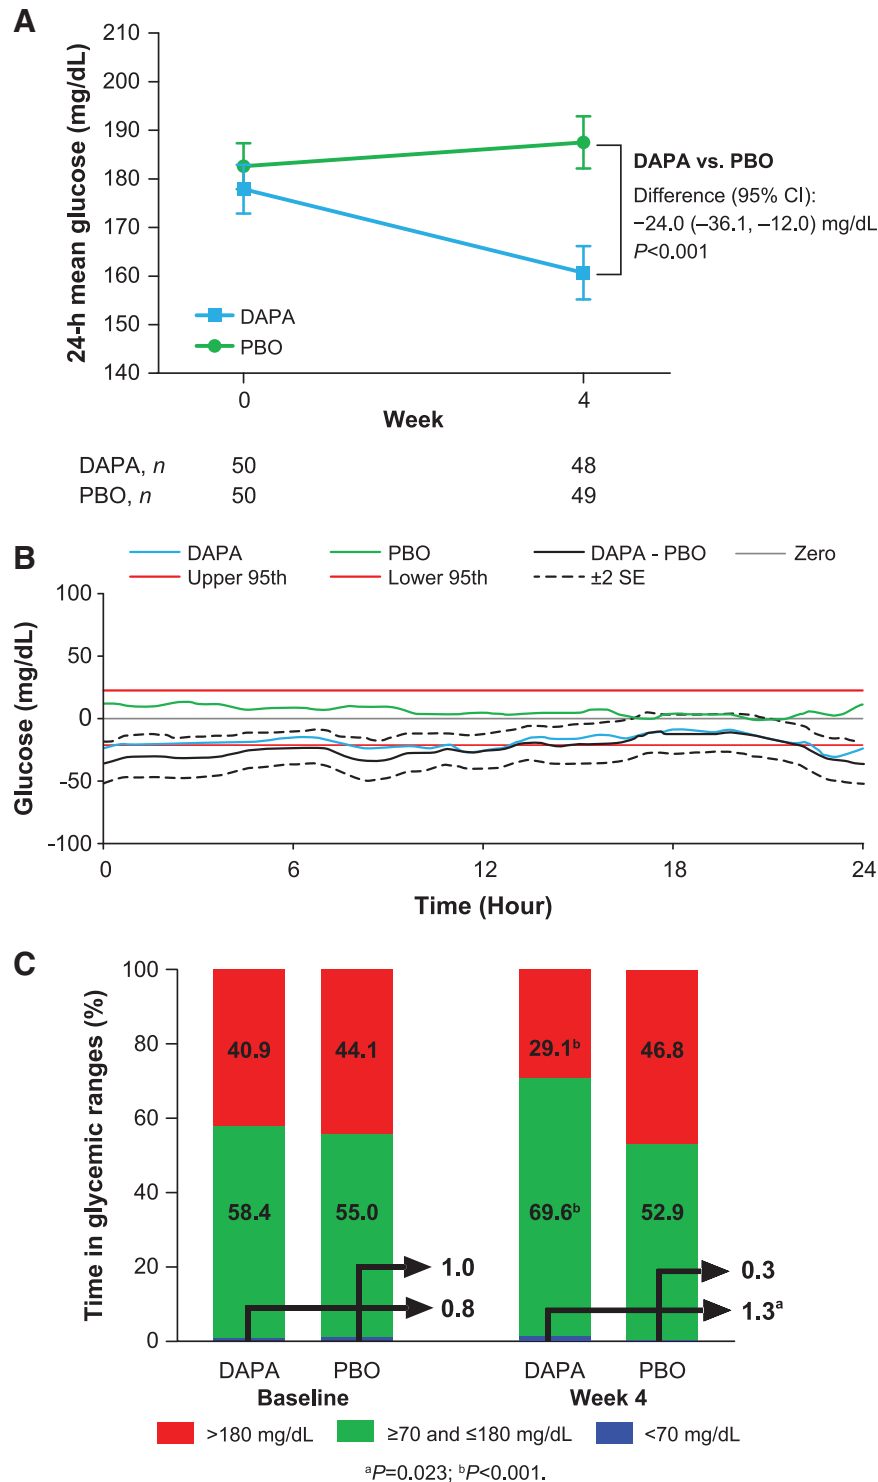 A
24-h mean glucose (mg/dL)
210
200
190
180
170
160
150
140
DAPA
PBO
DAPA vs. PBO
Difference (95% CI):
−24.0 (−36.1, −12.0) mg/dL
P<0.001
0
4
Week
DAPA, n 50 48
PBO, n 50 49
B
DAPA PBO DAPA - PBO Zero
Upper 95th Lower 95th ±2 SE
Glucose (mg/dL)
100
50
0
-50
-100
0 6 12 18 24
Time (Hour)
C
Time in glycemic ranges (%)
100
80
60
40
20
0
40.9 44.1 29.1ᵇ 46.8
58.4 55.0 69.6ᵇ 52.9
1.0 0.3
0.8 1.3ᵃ
DAPA PBO DAPA PBO
Baseline Week 4
>180 mg/dL ≥70 and ≤180 mg/dL <70 mg/dL
ᵃP=0.023; ᵇP<0.001.